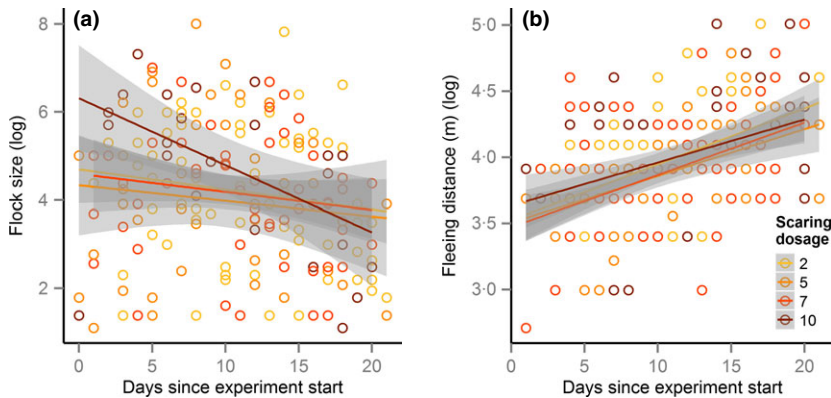 (a)
8
6
4
2
Flock size (log)
0 5 10 15 20
Days since experiment start
(b)
5·0
4·5
4·0
3·5
3·0
Fleeing distance (m) (log)
0 5 10 15 20
Days since experiment start
Scaring
dosage
2
5
7
10